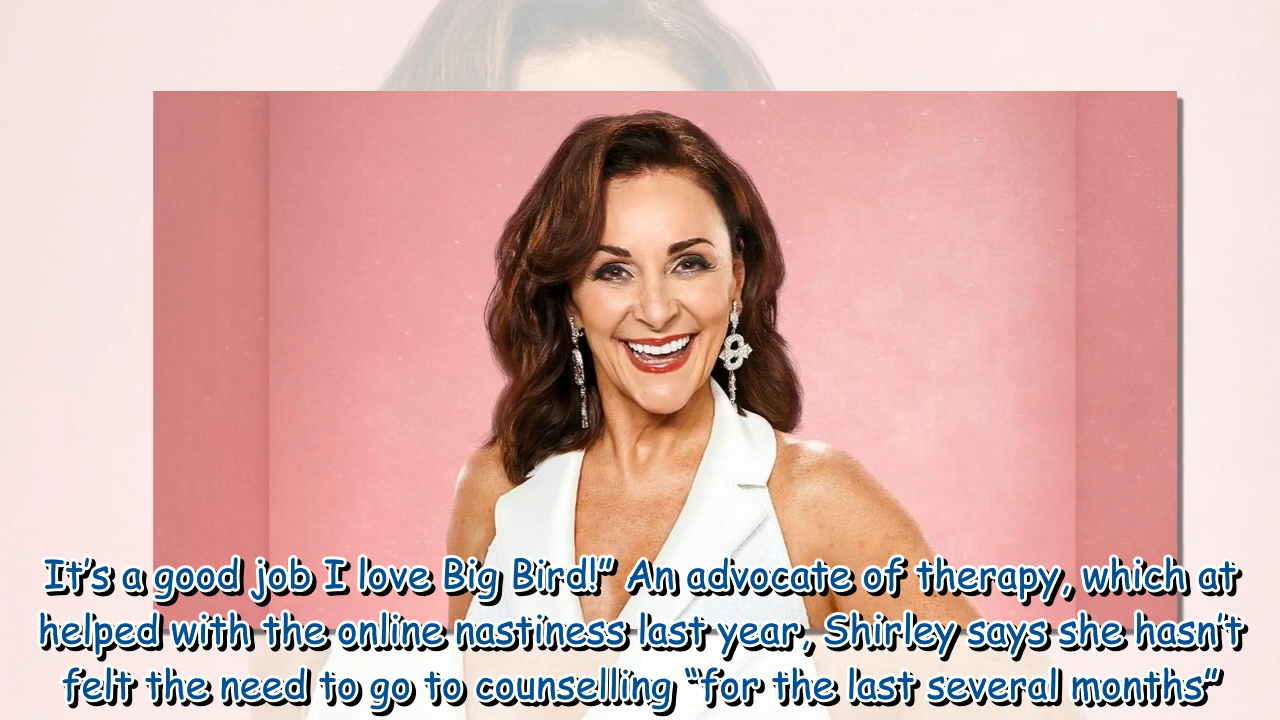 It’s a good job I love Big Bird!” An advocate of therapy, which at
helped with the online nastiness last year, Shirley says she hasn’t
felt the need to go to counselling “for the last several months”